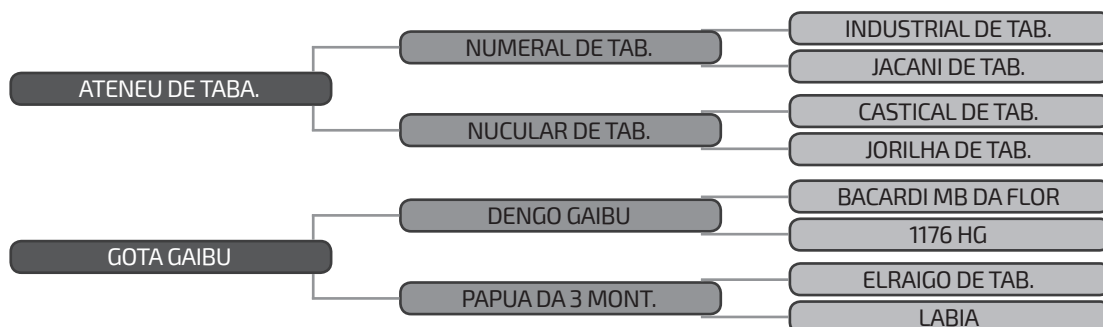 ATENEU DE TABA.
NUMERAL DE TAB.
INDUSTRIAL DE TAB.
JACANI DE TAB.
NUCULAR DE TAB.
CASTICAL DE TAB.
JORILHA DE TAB.
GOTA GAIBU
DENGO GAIBU
BACARDI MB DA FLOR
1176 HG
PAPUA DA 3 MONT.
ELRAIGO DE TAB.
LABIA